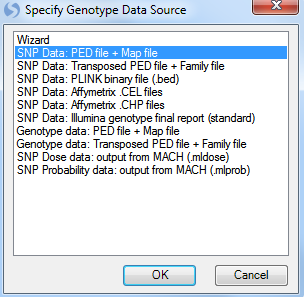 Specify Genotype Data Source
Wizard
SNP Data: PED file + Map file
SNP Data: Transposed PED file + Family file
SNP Data: PLINK binary file (.bed)
SNP Data: Affymetrix .CEL files
SNP Data: Affymetrix .CHP files
SNP Data: Illumina genotype final report (standard)
Genotype data: PED file + Map file
Genotype data: Transposed PED file + Family file
SNP Dose data: output from MACH (.mldose)
SNP Probability data: output from MACH (.mlprob)
OK
Cancel